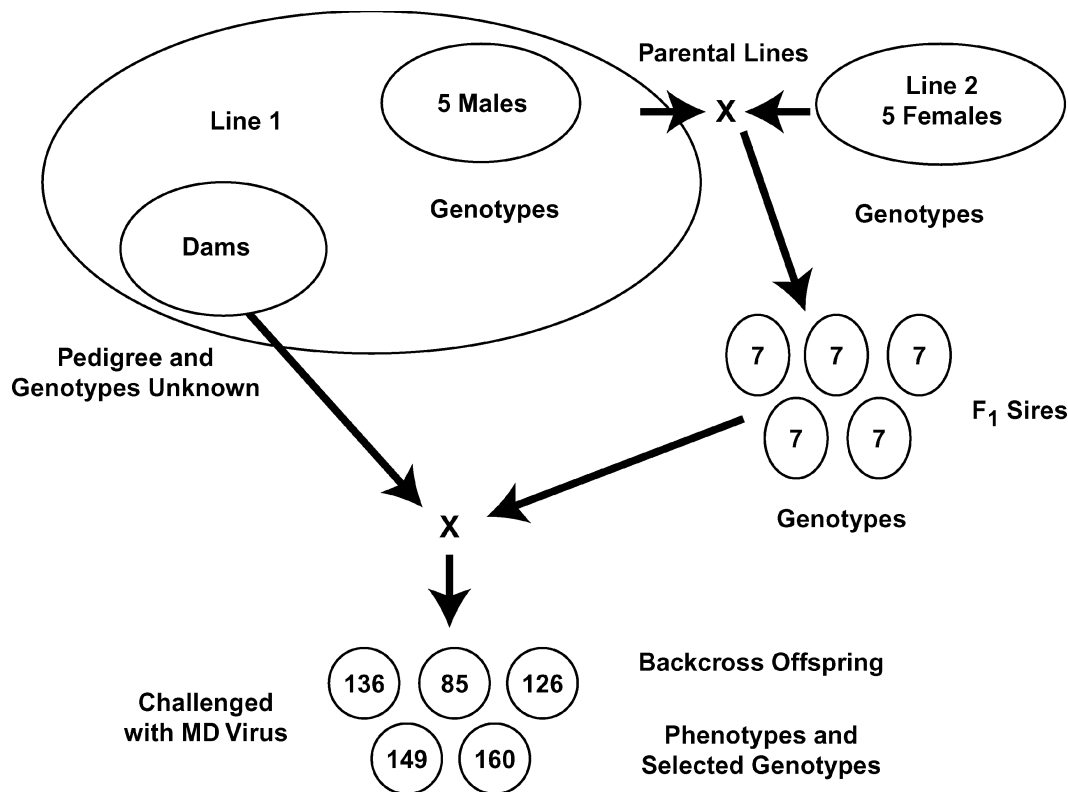 Parental Lines
5 Males
Line 1
X
Line 2
5 Females
Genotypes
Genotypes
Dams
Pedigree and
Genotypes Unknown
7
7
7
F1 Sires
7
7
Genotypes
X
136
85
126
Backcross Offspring
Challenged
with MD Virus
149
160
Phenotypes and
Selected Genotypes